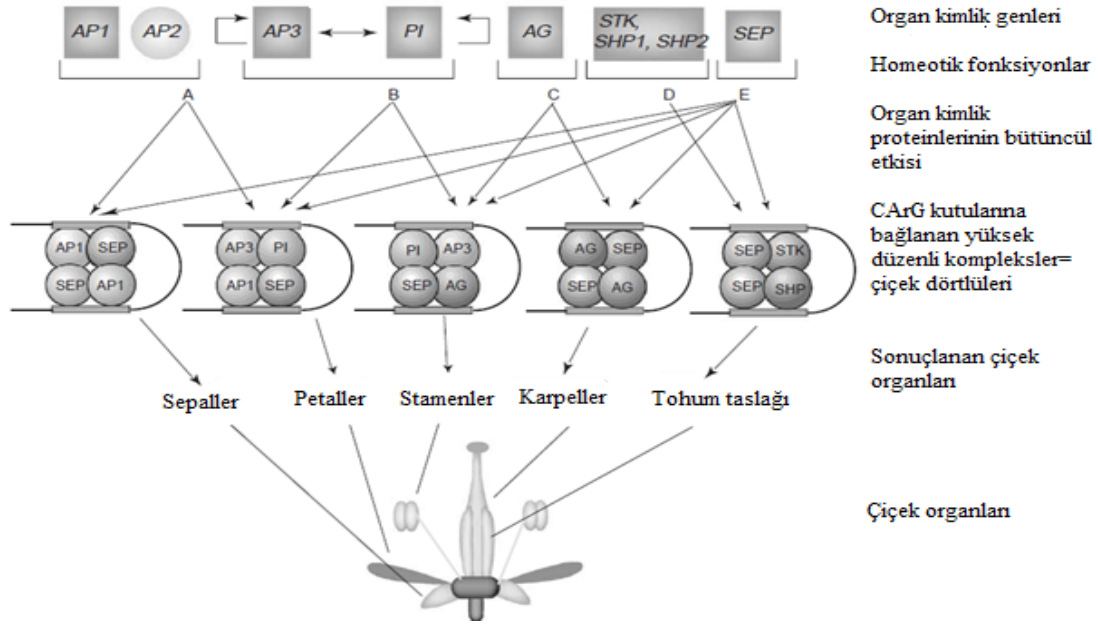 AP1 AP2 AP3 PI AG STK, SHP1, SHP2 SEP
Organ kimlik genleri
A B C D E
Homeotik fonksiyonlar
Organ kimlik
proteinlerinin bütüncül
etkisi
AP1 SEP
SEP AP1
AP3 PI
AP1 SEP
PI AP3
SEP AG
AG SEP
SEP AG
SEP STK
SEP SHP
CArG kutularına
bağlanan yüksek
düzenli kompleksler=
çiçek dörtlüleri
Sepaller Petaller Stamenler Karpeller Tohum taslağı
Sonuçlanan çiçek
organları
Çiçek organları